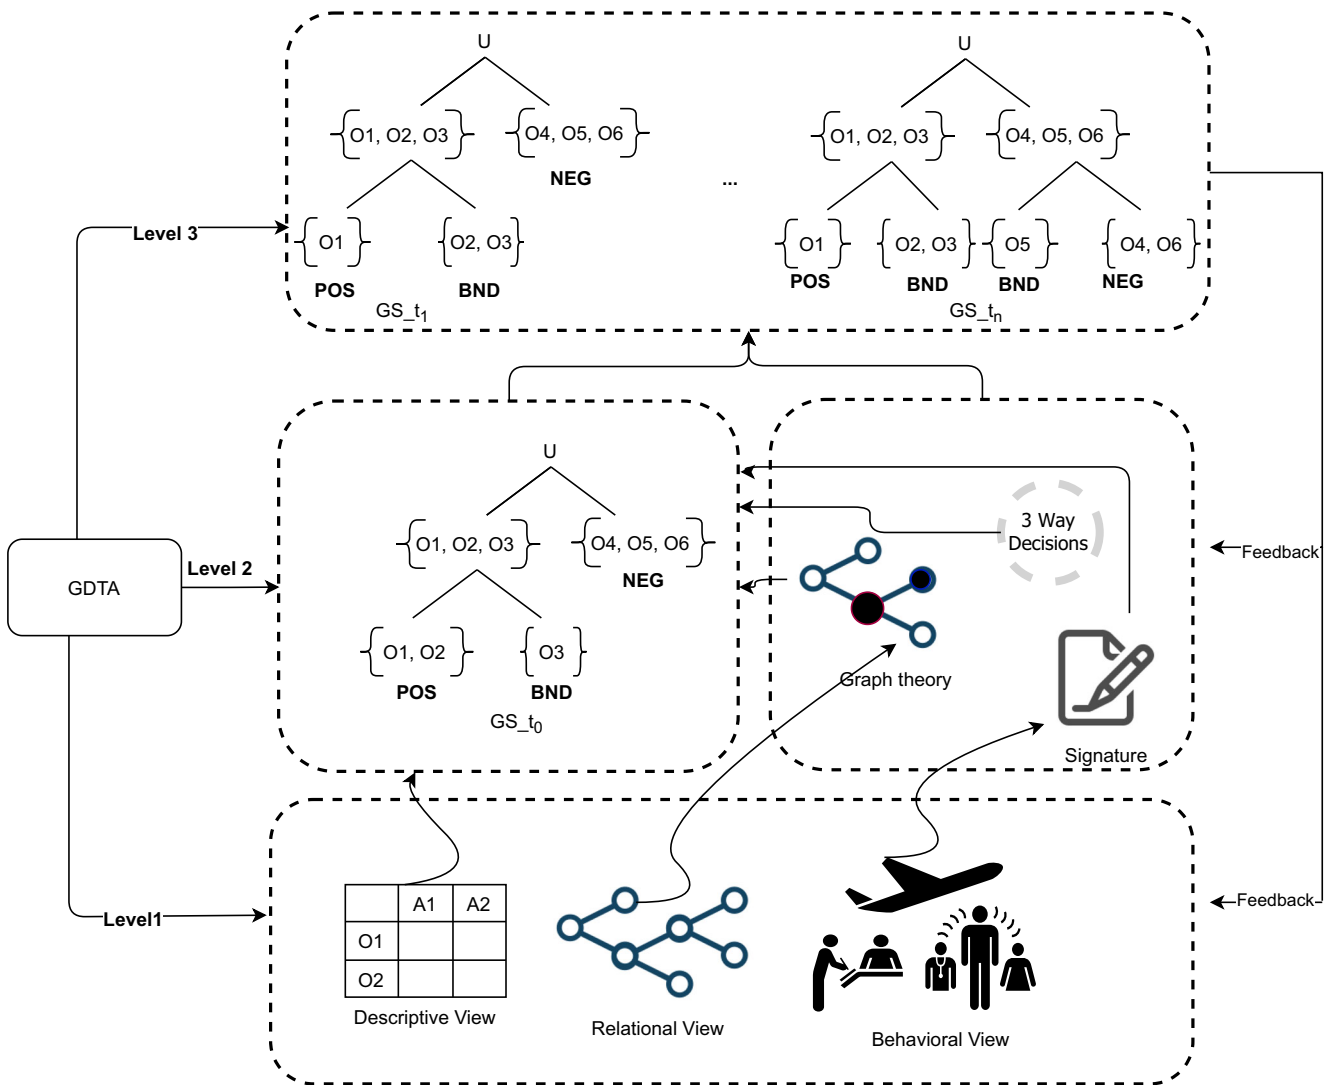 U
U
O1, O2, O3
O4, O5, O6
O1, O2, O3
O4, O5, O6
NEG
...
Level 3
O1
O2, O3
O1
O2, O3
O5
O4, O6
POS
BND
POS
BND
BND
NEG
GS_t1
GS_tn
U
3 Way
Decisions
O1, O2, O3
O4, O5, O6
Feedback
GDTA
Level 2
NEG
O1, O2
O3
Graph theory
POS
BND
GS_t0
Signature
A1
A2
Feedback
Level1
O1
O2
Descriptive View
Relational View
Behavioral View